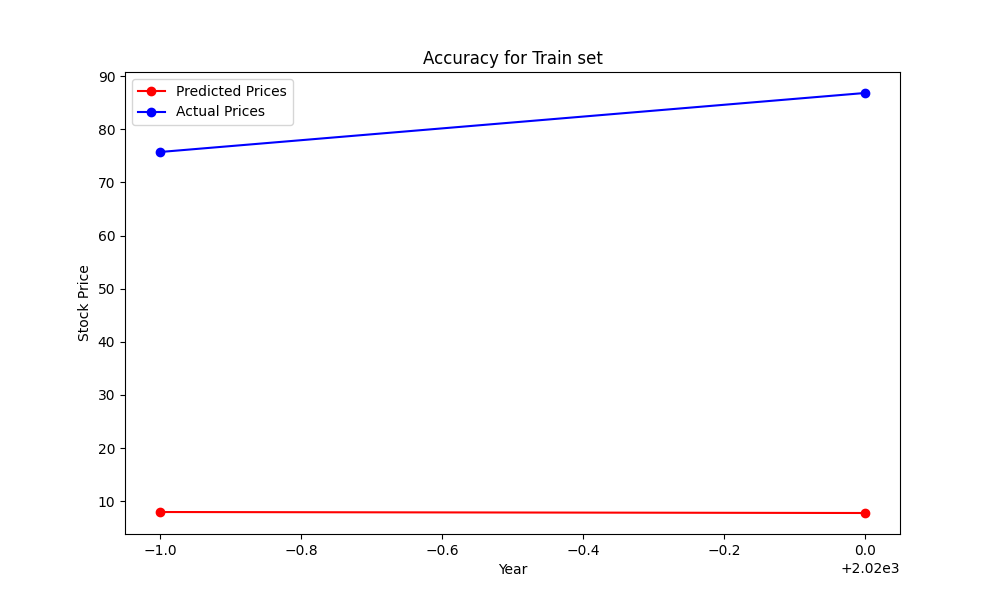 Accuracy for Train set
Predicted Prices
Actual Prices
90
80
70
60
50
40
30
20
10
Stock Price
−1.0 −0.8 −0.6 −0.4 −0.2 0.0
+2.02e3
Year